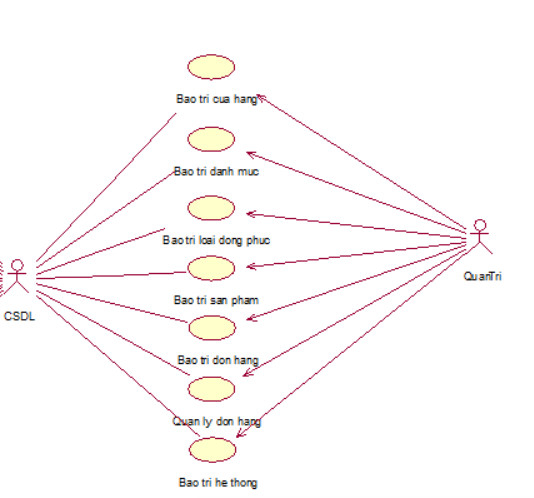 Bao tri cua hang
Bao tri danh muc
Bao tri loai dong phuc
Bao tri san pham
QuanTri
CSDL
Bao tri don hang
Quan ly don hang
Bao tri he thong